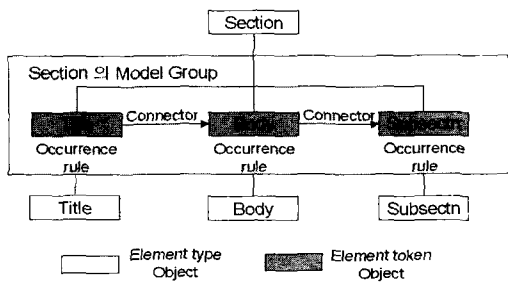 Section
Section 의 Model Group
Connector
Connector
Occurrence rule
Occurrence rule
Occurrence rule
Title
Body
Subsectn
Element type Object
Element token Object